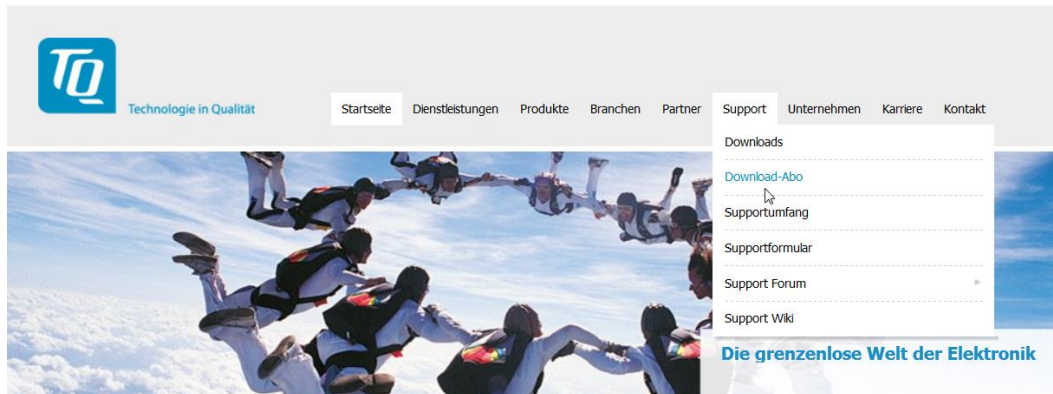 TQ
Technologie in Qualität
Startseite Dienstleistungen Produkte Branchen Partner Support Unternehmen Karriere Kontakt
Downloads
Download-Abo
Supportumfang
Supportformular
Support Forum
Support Wiki
Die grenzenlose Welt der Elektronik